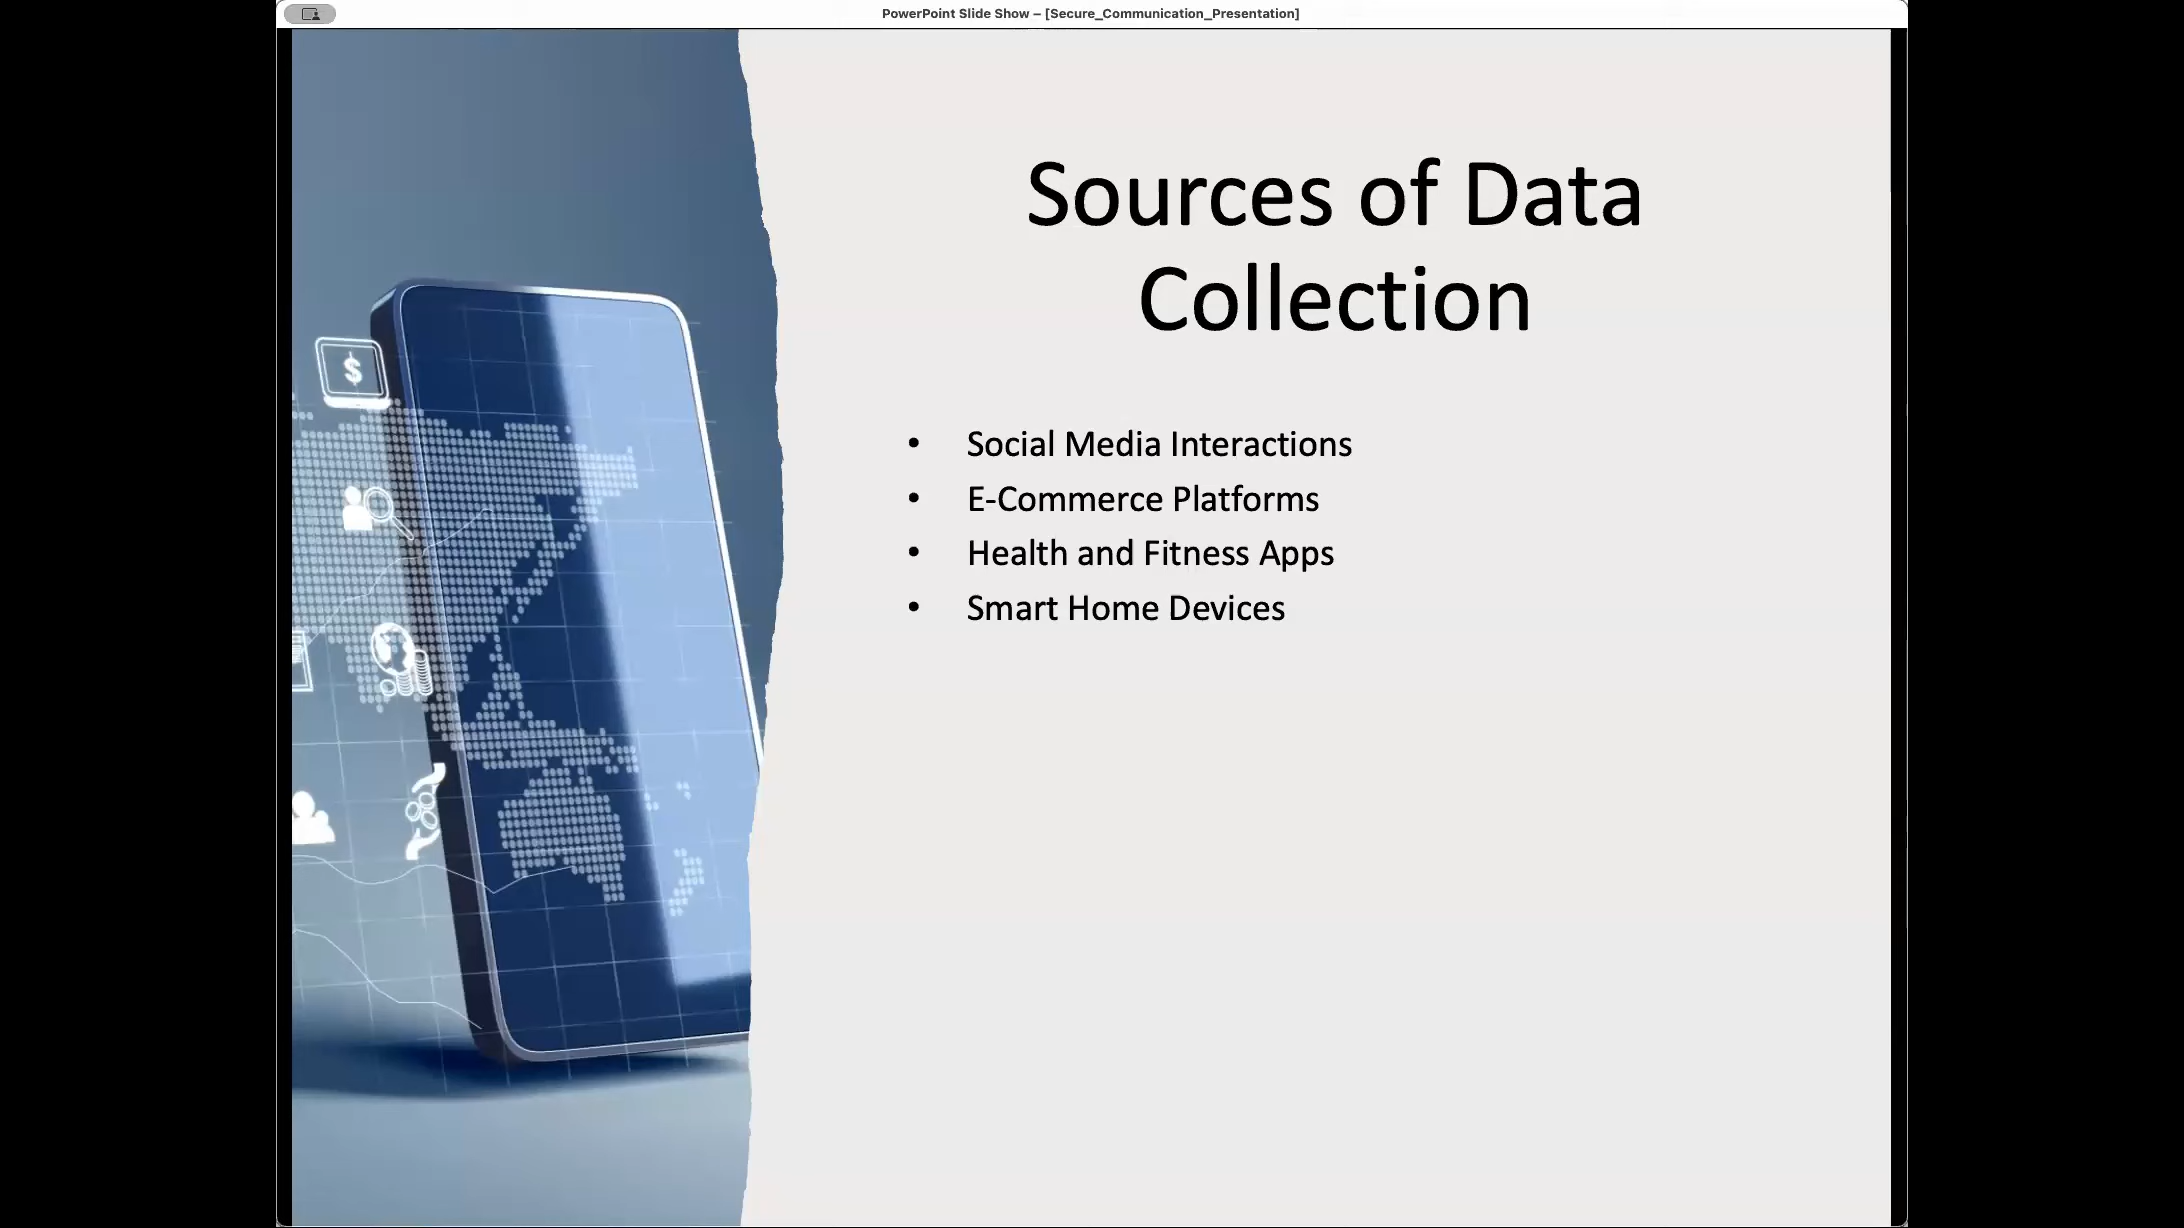 PowerPoint Slide Show – [Secure_Communication_Presentation]
Sources of Data
Collection
• Social Media Interactions
• E-Commerce Platforms
• Health and Fitness Apps
• Smart Home Devices
$